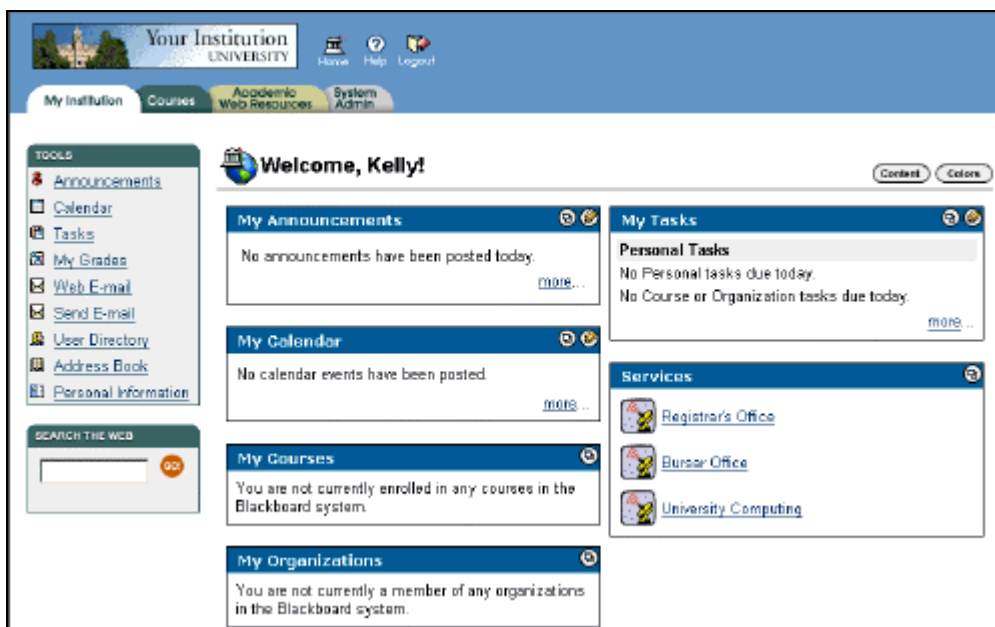 Your Institution
UNIVERSITY
Home Help Logout
My Institution
Courses
Academic
Web Resources
System
Admin
TOOLS
Announcements
Calendar
Tasks
My Grades
Web E-mail
Send E-mail
User Directory
Address Book
Personal Information
SEARCH THE WEB
GO!
Welcome, Kelly!
Content Colors
My Announcements
No announcements have been posted today.
more...
My Calendar
No calendar events have been posted.
more...
My Courses
You are not currently enrolled in any courses in the
Blackboard system.
My Organizations
You are not currently a member of any organizations
in the Blackboard system.
My Tasks
Personal Tasks
No Personal tasks due today.
No Course or Organization tasks due today.
more...
Services
Registrar's Office
Bursar Office
University Computing